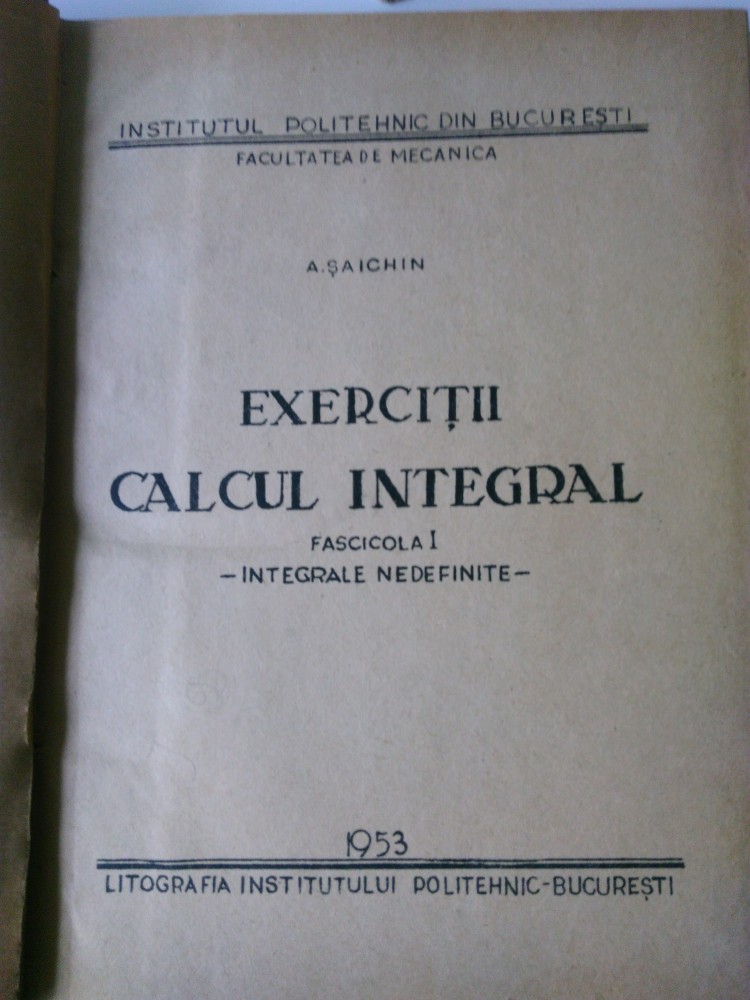 INSTITUTUL POLITEHNIC DIN BUCUREȘTI
FACULTATEA DE MECANICA
A. ȘAICHIN
EXERCIȚII
CALCUL INTEGRAL
FASCICOLA I
— INTEGRALE NEDEFINITE —
1953
LITOGRAFIA INSTITUTULUI POLITEHNIC-BUCUREȘTI